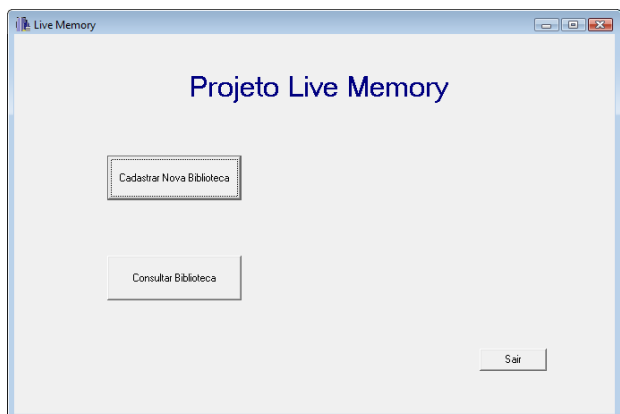 Live Memory
Projeto Live Memory
Cadastrar Nova Biblioteca
Consultar Biblioteca
Sair